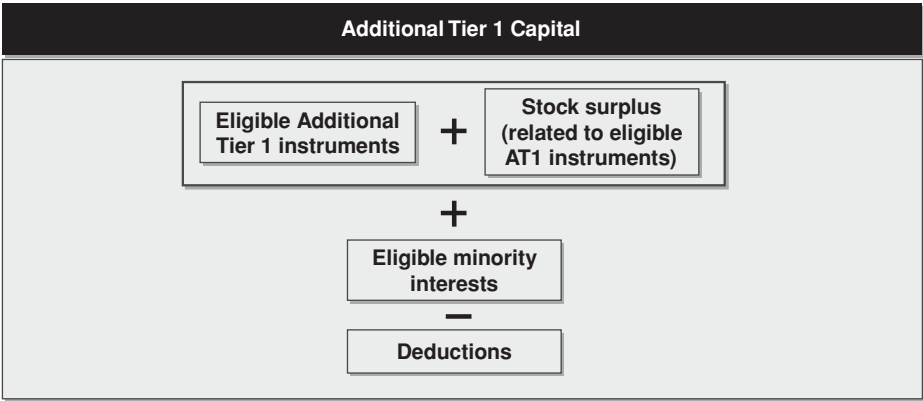 Additional Tier 1 Capital
Eligible Additional
Tier 1 instruments
+
Stock surplus
(related to eligible
AT1 instruments)
+
Eligible minority
interests
−
Deductions